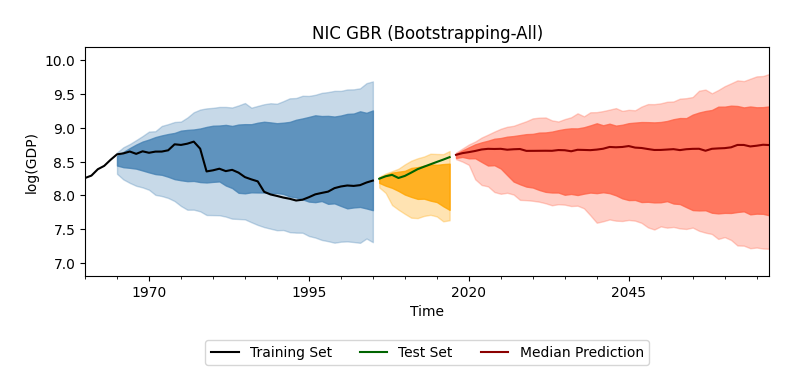 NIC GBR (Bootstrapping-All)
10.0
9.5
9.0
8.5
8.0
7.5
7.0
log(GDP)
1970 1995 2020 2045
Time
Training Set Test Set Median Prediction